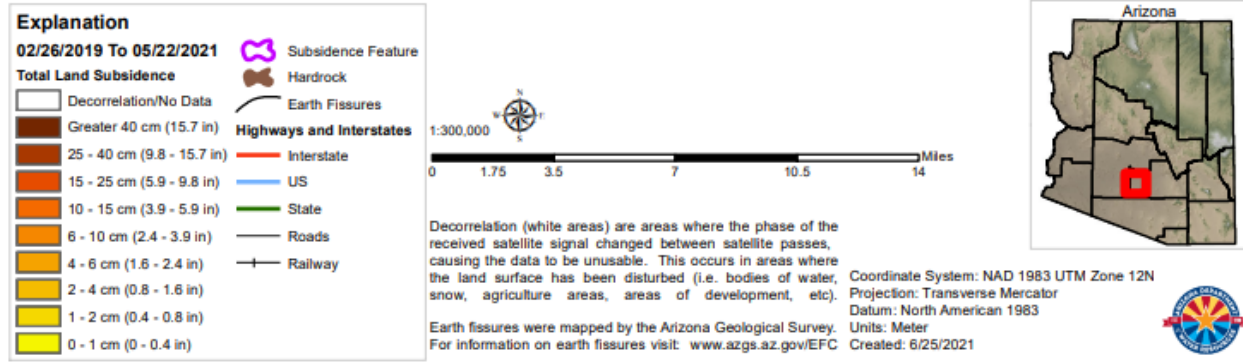 Explanation
02/26/2019 To 05/22/2021
Total Land Subsidence
Decorrelation/No Data
Greater 40 cm (15.7 in)
25 - 40 cm (9.8 - 15.7 in)
15 - 25 cm (5.9 - 9.8 in)
10 - 15 cm (3.9 - 5.9 in)
6 - 10 cm (2.4 - 3.9 in)
4 - 6 cm (1.6 - 2.4 in)
2 - 4 cm (0.8 - 1.6 in)
1 - 2 cm (0.4 - 0.8 in)
0 - 1 cm (0 - 0.4 in)
Subsidence Feature
Hardrock
Earth Fissures
Highways and Interstates
Interstate
US
State
Roads
Railway
N
W E
S
1:300,000
Miles
0 1.75 3.5 7 10.5 14
Decorrelation (white areas) are areas where the phase of the
received satellite signal changed between satellite passes,
causing the data to be unusable. This occurs in areas where
the land surface has been disturbed (i.e. bodies of water,
snow, agriculture areas, areas of development, etc).
Earth fissures were mapped by the Arizona Geological Survey.
For information on earth fissures visit: www.azgs.az.gov/EFC
Arizona
Coordinate System: NAD 1983 UTM Zone 12N
Projection: Transverse Mercator
Datum: North American 1983
Units: Meter
Created: 6/25/2021
ARIZONA DEPARTMENT
WATER RESOURCES